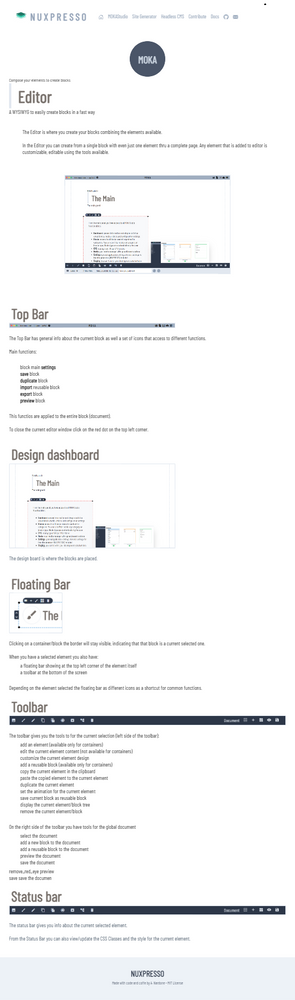 NUXPRESSO
MOKAStudio Site Generator Headless CMS Contribute Docs
MOKA
Compose your elements to create blocks.
Editor
A WYSIWYG to easily create blocks in a fast way
The Editor is where you create your blocks combining the elements available.
In the Editor you can create from a single block with even just one element thru a complete page. Any element that is added to editor is
customizable, editable using the tools available.
The Main
Top Bar
The Top Bar has general info about the current block as well a set of icons that access to different functions.
Main functions
block main settings
save block
duplicate block
import reusable block
export block
preview block
This functios are applied to the entire block (document).
To close the current editor window click on the red dot on the top left corner.
Design dashboard
The Main
The design board is where the blocks are placed.
Floating Bar
The
Clicking on a container/block the border will stay visible, indicating that that block is a current selected one.
When you have a selected element you also have:
a floating bar showing at the top left corner of the element itself
a toolbar at the bottom of the screen
Depending on the element selected the floating bar as different icons as a shortcut for common functions.
Toolbar
Document
The toolbar gives you the tools to for the current selection (left side of the toolbar):
add an element (available only for containers)
edit the current element content (not available for containers)
customize the current element design
add a reusable block (available only for containers)
copy the current element in the clipboard
paste the copied element to the current element
duplicate the current element
set the animation for the current element
save current block as reusable block
display the current element/block tree
remove the current element/block
On the right side of the toolbar you have tools for the global document
select the document
add a new block to the document
add a reusable block to the document
preview the document
save the document
remove_red_eye preview
save save the documen
Status bar
Document
The status bar gives you info about the current selected element.
From the Status Bar you can also view/update the CSS Classes and the style for the current element.
NUXPRESSO